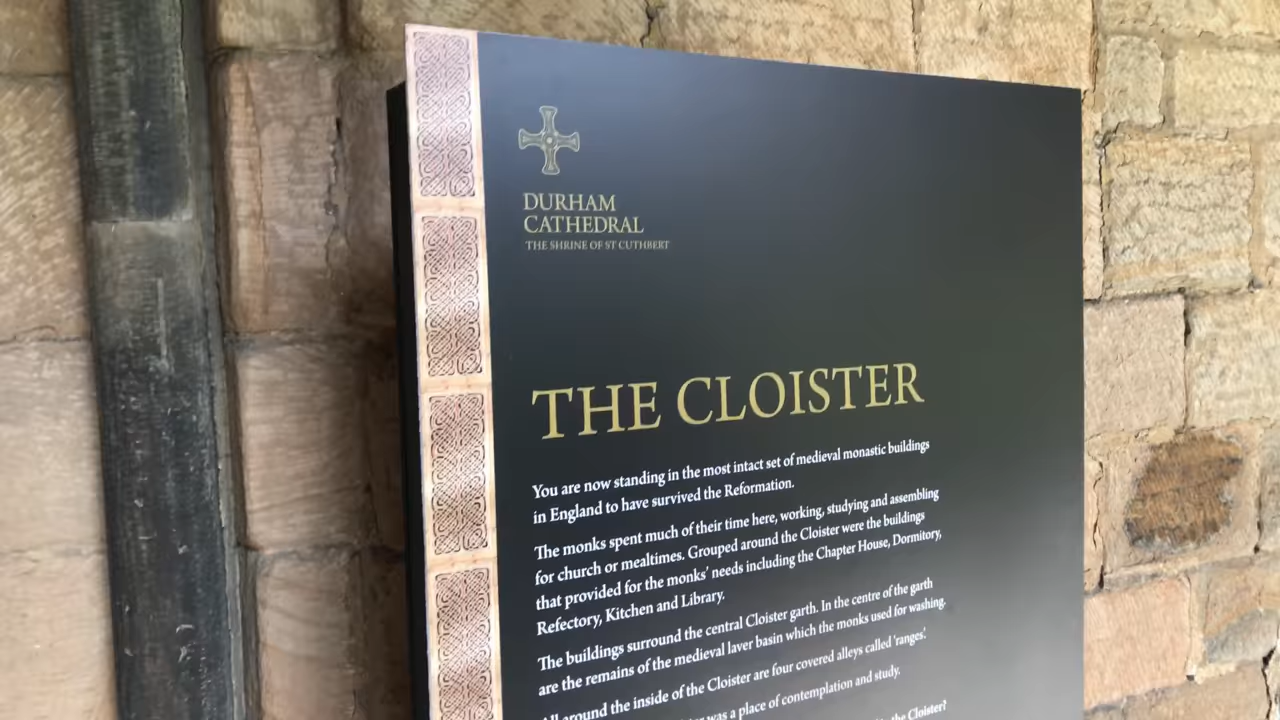 DURHAM
CATHEDRAL
THE SHRINE OF ST CUTHBERT
THE CLOISTER
You are now standing in the most intact set of medieval monastic buildings
in England to have survived the Reformation.
The monks spent much of their time here, working, studying and assembling
for church or mealtimes. Grouped around the Cloister were the buildings
that provided for the monks' needs including the Chapter House, Dormitory,
Refectory, Kitchen and Library.
The buildings surround the central Cloister garth. In the centre of the garth
are the remains of the medieval laver basin which the monks used for washing.
All around the inside of the Cloister are four covered alleys called 'ranges'.
was a place of contemplation and study.
the Cloister?